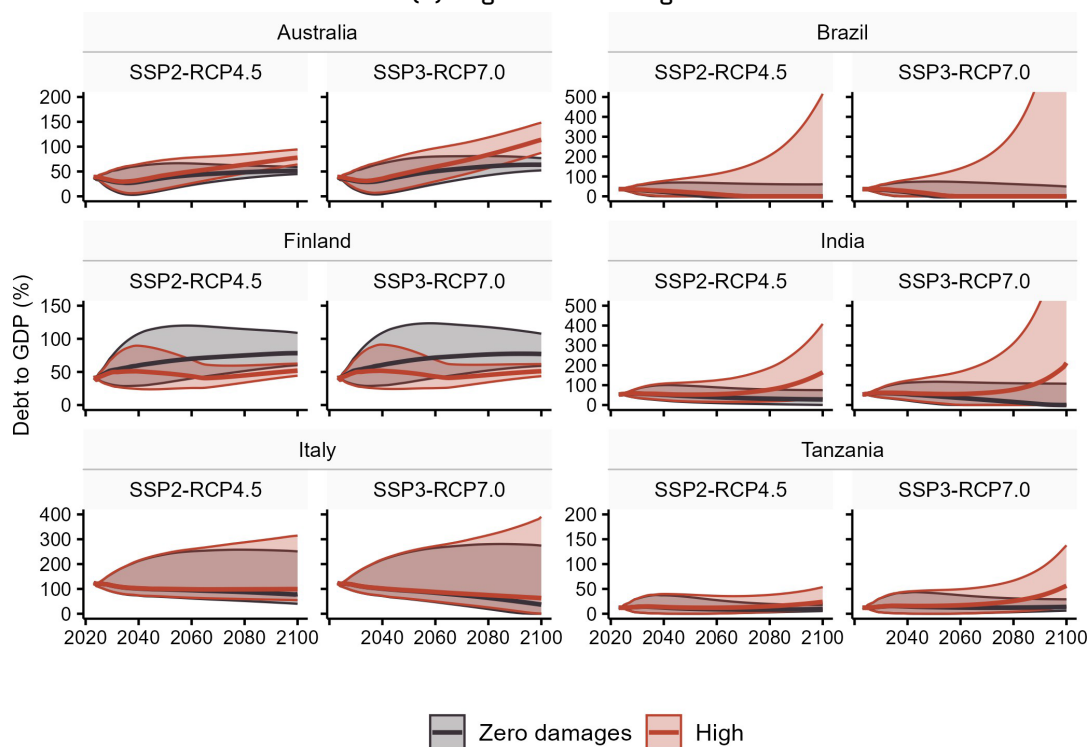 Australia
Brazil
SSP2-RCP4.5 SSP3-RCP7.0
SSP2-RCP4.5 SSP3-RCP7.0
200
150
100
50
0
500
400
300
200
100
0
Finland
India
SSP2-RCP4.5 SSP3-RCP7.0
SSP2-RCP4.5 SSP3-RCP7.0
Debt to GDP (%)
150
100
50
0
500
400
300
200
100
0
Italy
Tanzania
SSP2-RCP4.5 SSP3-RCP7.0
SSP2-RCP4.5 SSP3-RCP7.0
400
300
200
100
0
200
150
100
50
0
2020 2040 2060 2080 2100 2040 2060 2080 2100
2020 2040 2060 2080 2100 2040 2060 2080 2100
Zero damages High